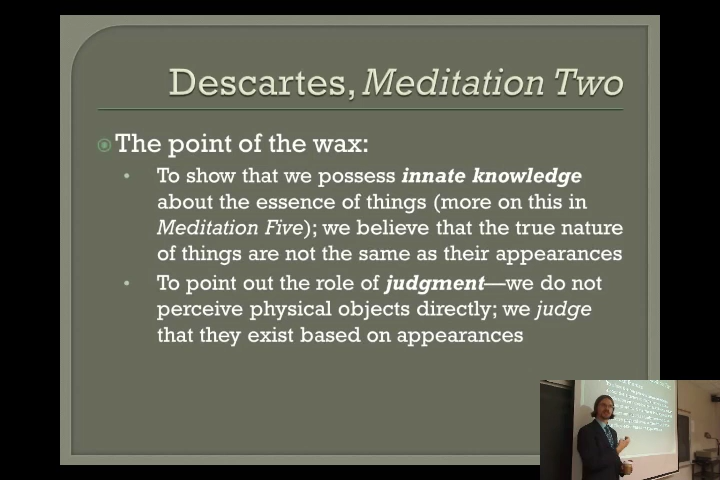 Descartes, Meditation Two
The point of the wax:
• To show that we possess innate knowledge
about the essence of things (more on this in
Meditation Five); we believe that the true nature
of things are not the same as their appearances
• To point out the role of judgment—we do not
perceive physical objects directly; we judge
that they exist based on appearances